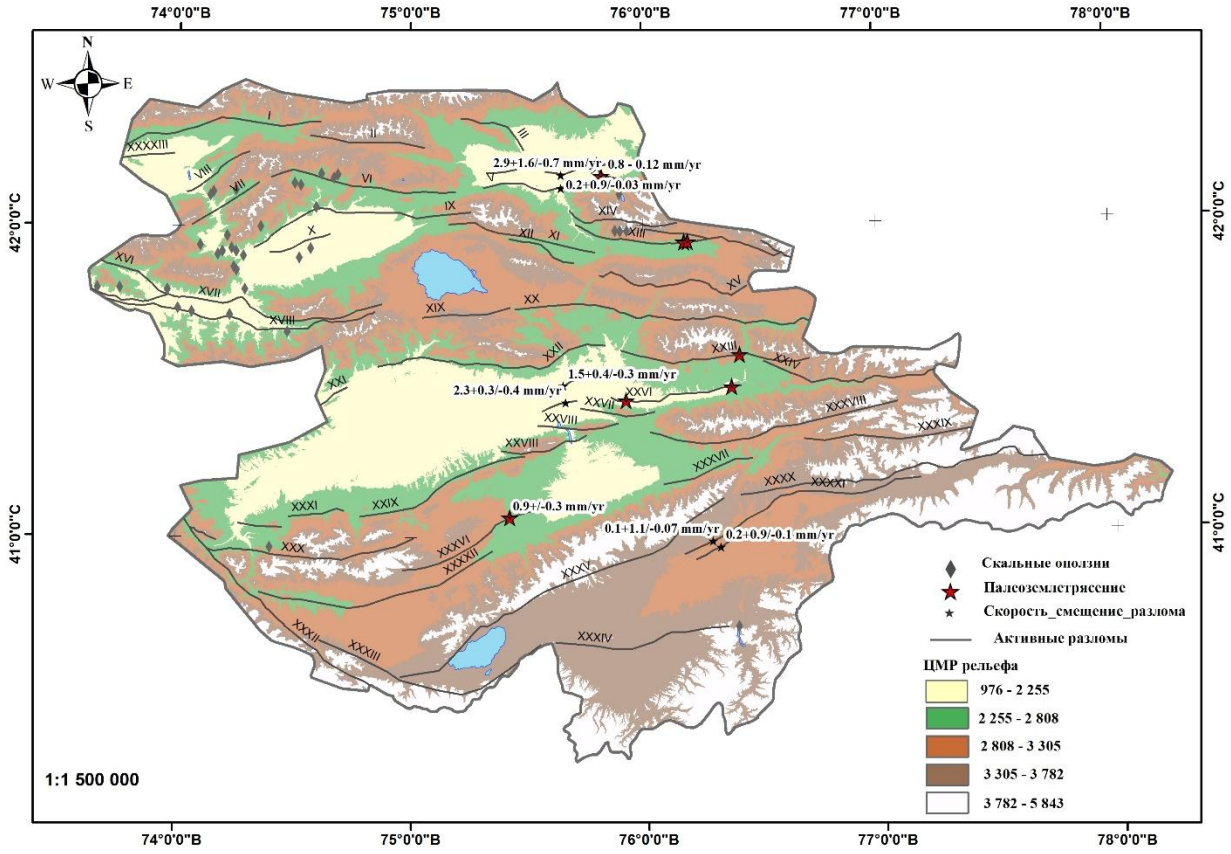 74°0'0"B 75°0'0"B 76°0'0"B 77°0'0"B 78°0'0"B
N
W E
S
I
II
III
XXXXIII
VIII
VII
VI
V
2.9+1.6/-0.7 mm/yr
0.8 - 0.12 mm/yr
0.2+0.9/-0.03 mm/yr
42°0'0"C
42°0'0"C
IX
X
XIV
XIII
XII
XI
XVI
XVII
XVIII
XV
XIX
XX
XXI
XXII
XXIII
XXIV
1.5+0.4/-0.3 mm/yr
2.3+0.3/-0.4 mm/yr
XXVI
XXVII
XXVIII
XXVIII
XXXVIII
XXXIX
XXXVII
XXXX
XXXXI
XXXI
XXIX
0.9+/-0.3 mm/yr
41°0'0"C
41°0'0"C
XXX
XXXVI
XXXXII
0.1+1.1/-0.07 mm/yr
0.2+0.9/-0.1 mm/yr
XXXV
XXXII
XXXIII
XXXIV
Скальные оползни
Палеоземлетрясение
Скорость_смещение_разлома
Активные разломы
ЦМР рельефа
976 - 2 255
2 255 - 2 808
2 808 - 3 305
3 305 - 3 782
3 782 - 5 843
1:1 500 000
74°0'0"B 75°0'0"B 76°0'0"B 77°0'0"B 78°0'0"B